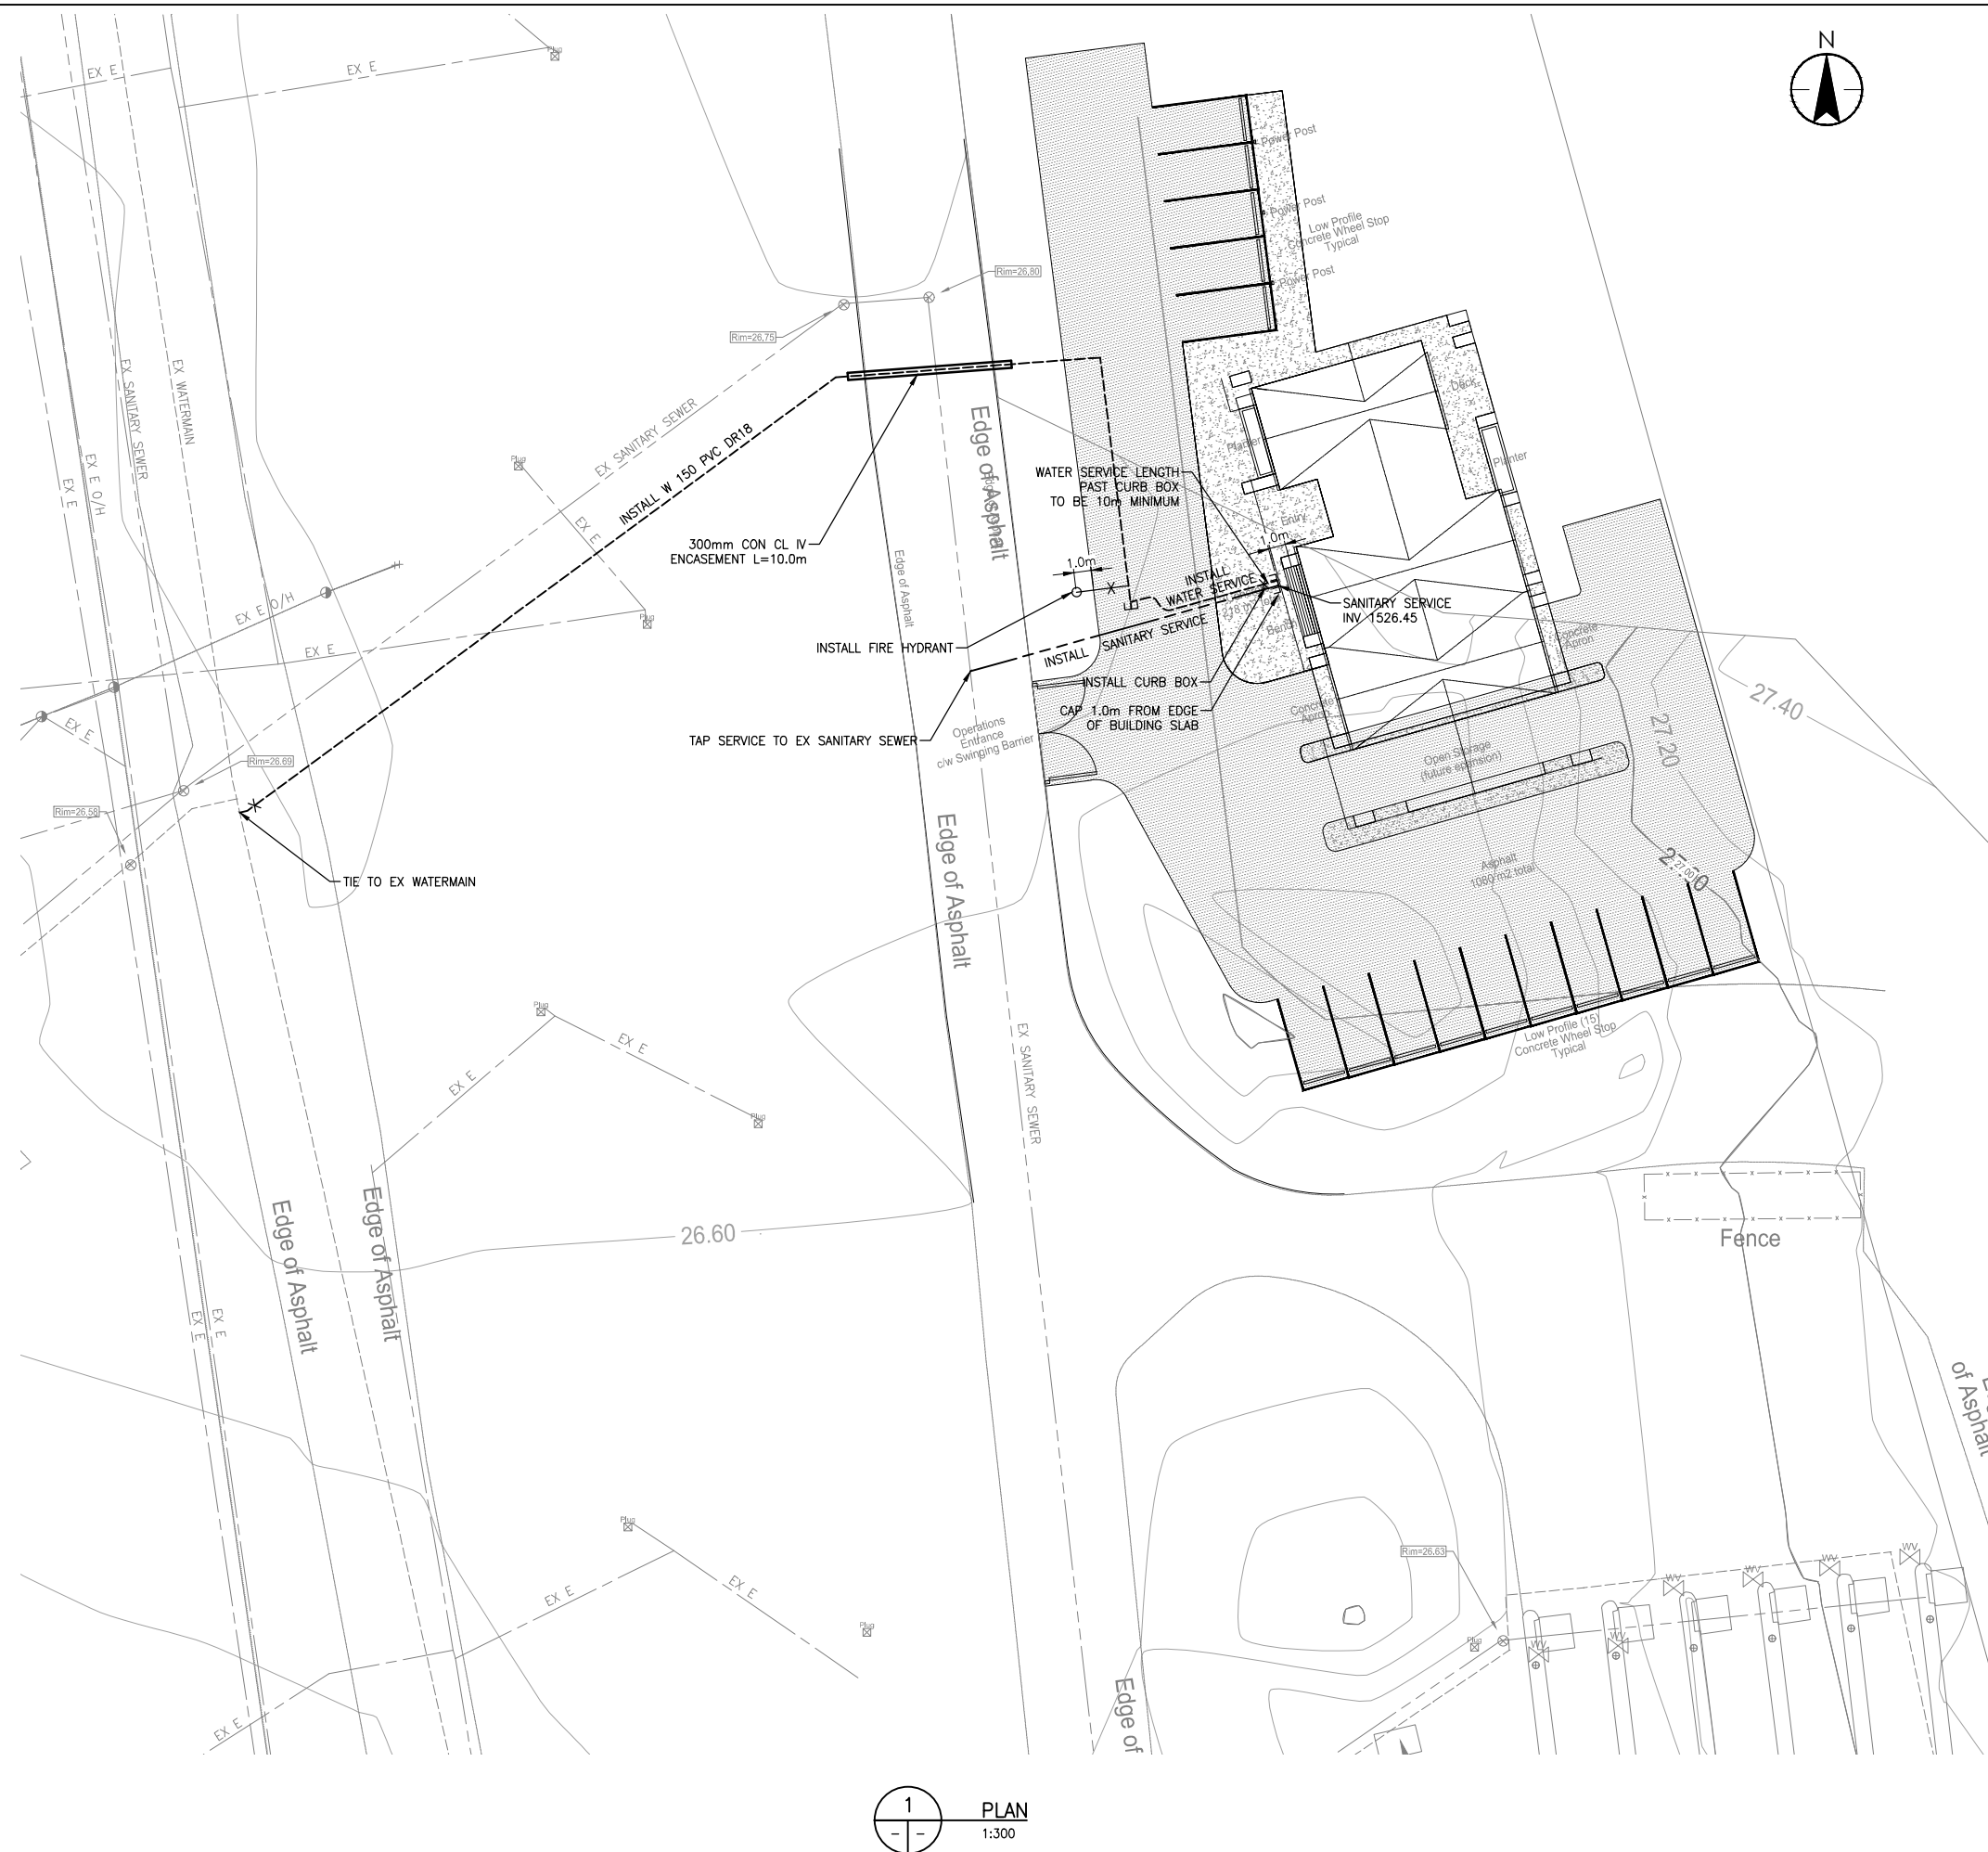 N
Plug
EX E
EX E
Power Post
Power Post
Low Profile
Concrete Wheel Stop
Typical
Power Post
Rim=26.80
Rim=26.75
EX SANITARY SEWER
EX WATERMAIN
EX E O/H
EX E
EX SANITARY SEWER
INSTALL W 150 PVC DR18
Plug
EX E
Plug
Edge of Asphalt
Edge of Asphalt
Deck
Planter
Planter
WATER SERVICE LENGTH
PAST CURB BOX
TO BE 10m MINIMUM
Entry
1.0m
300mm CON CL IV
ENCASEMENT L=10.0m
1.0m
INSTALL
WATER SERVICE
SANITARY SERVICE
INV 1526.45
INSTALL FIRE HYDRANT
INSTALL SANITARY SERVICE
Bench
Concrete
Apron
EX E O/H
EX E
EX E
INSTALL CURB BOX
CAP 1.0m FROM EDGE
OF BUILDING SLAB
Concrete
Apron
TAP SERVICE TO EX SANITARY SEWER
Operations
Entrance
c/w Swinging Barrier
Open Storage
(future epansion)
27.20
27.40
Rim=26.69
Rim=26.58
TIE TO EX WATERMAIN
Edge of Asphalt
Asphalt
1080 m2 total
27.00
Low Profile (15)
Concrete Wheel Stop
Typical
Plug
EX E
EX E
Plug
EX SANITARY SEWER
Edge of Asphalt
Edge of Asphalt
26.60
Fence
EX E
EX E
of Asphalt
Plug
EX E
EX E
Plug
EX E
Rim=26.63
Plug
WV
WV
WV
WV
WV
WV
Edge of
1
PLAN
1:300
- -